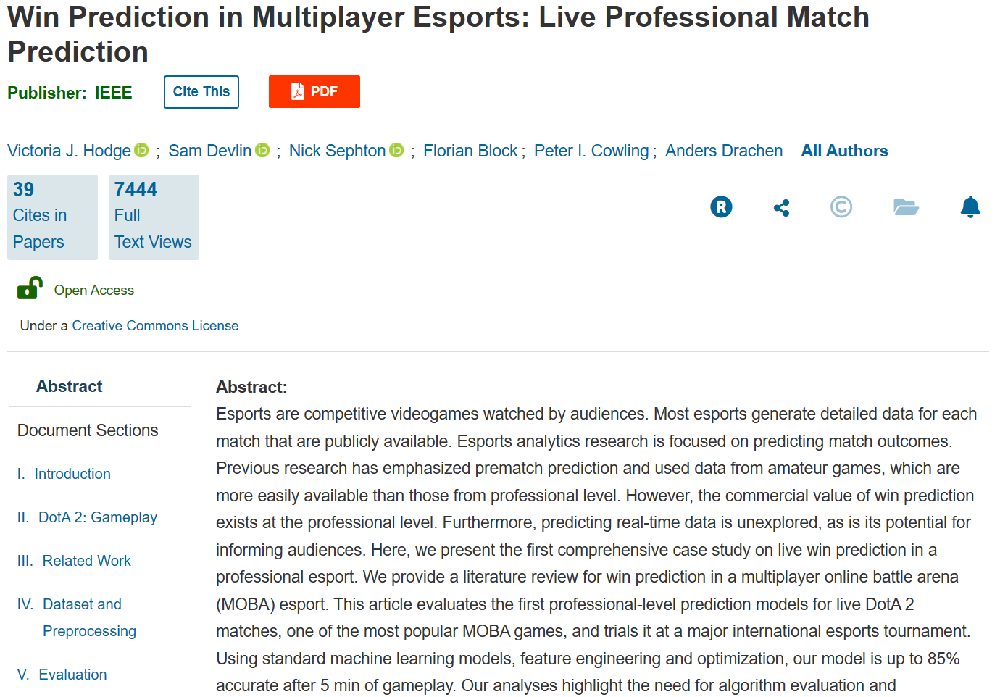 Win Prediction in Multiplayer Esports: Live Professional Match
Prediction
Publisher: IEEE
Cite This
PDF
Victoria J. Hodge iD ; Sam Devlin iD ; Nick Sephton iD ; Florian Block ; Peter I. Cowling ; Anders Drachen All Authors
39
Cites in
Papers
7444
Full
Text Views
R
©
Open Access
Under a Creative Commons License
Abstract
Document Sections
I. Introduction
II. DotA 2: Gameplay
III. Related Work
IV. Dataset and
Preprocessing
V. Evaluation
Abstract:
Esports are competitive videogames watched by audiences. Most esports generate detailed data for each
match that are publicly available. Esports analytics research is focused on predicting match outcomes.
Previous research has emphasized prematch prediction and used data from amateur games, which are
more easily available than those from professional level. However, the commercial value of win prediction
exists at the professional level. Furthermore, predicting real-time data is unexplored, as is its potential for
informing audiences. Here, we present the first comprehensive case study on live win prediction in a
professional esport. We provide a literature review for win prediction in a multiplayer online battle arena
(MOBA) esport. This article evaluates the first professional-level prediction models for live DotA 2
matches, one of the most popular MOBA games, and trials it at a major international esports tournament.
Using standard machine learning models, feature engineering and optimization, our model is up to 85%
accurate after 5 min of gameplay. Our analyses highlight the need for algorithm evaluation and